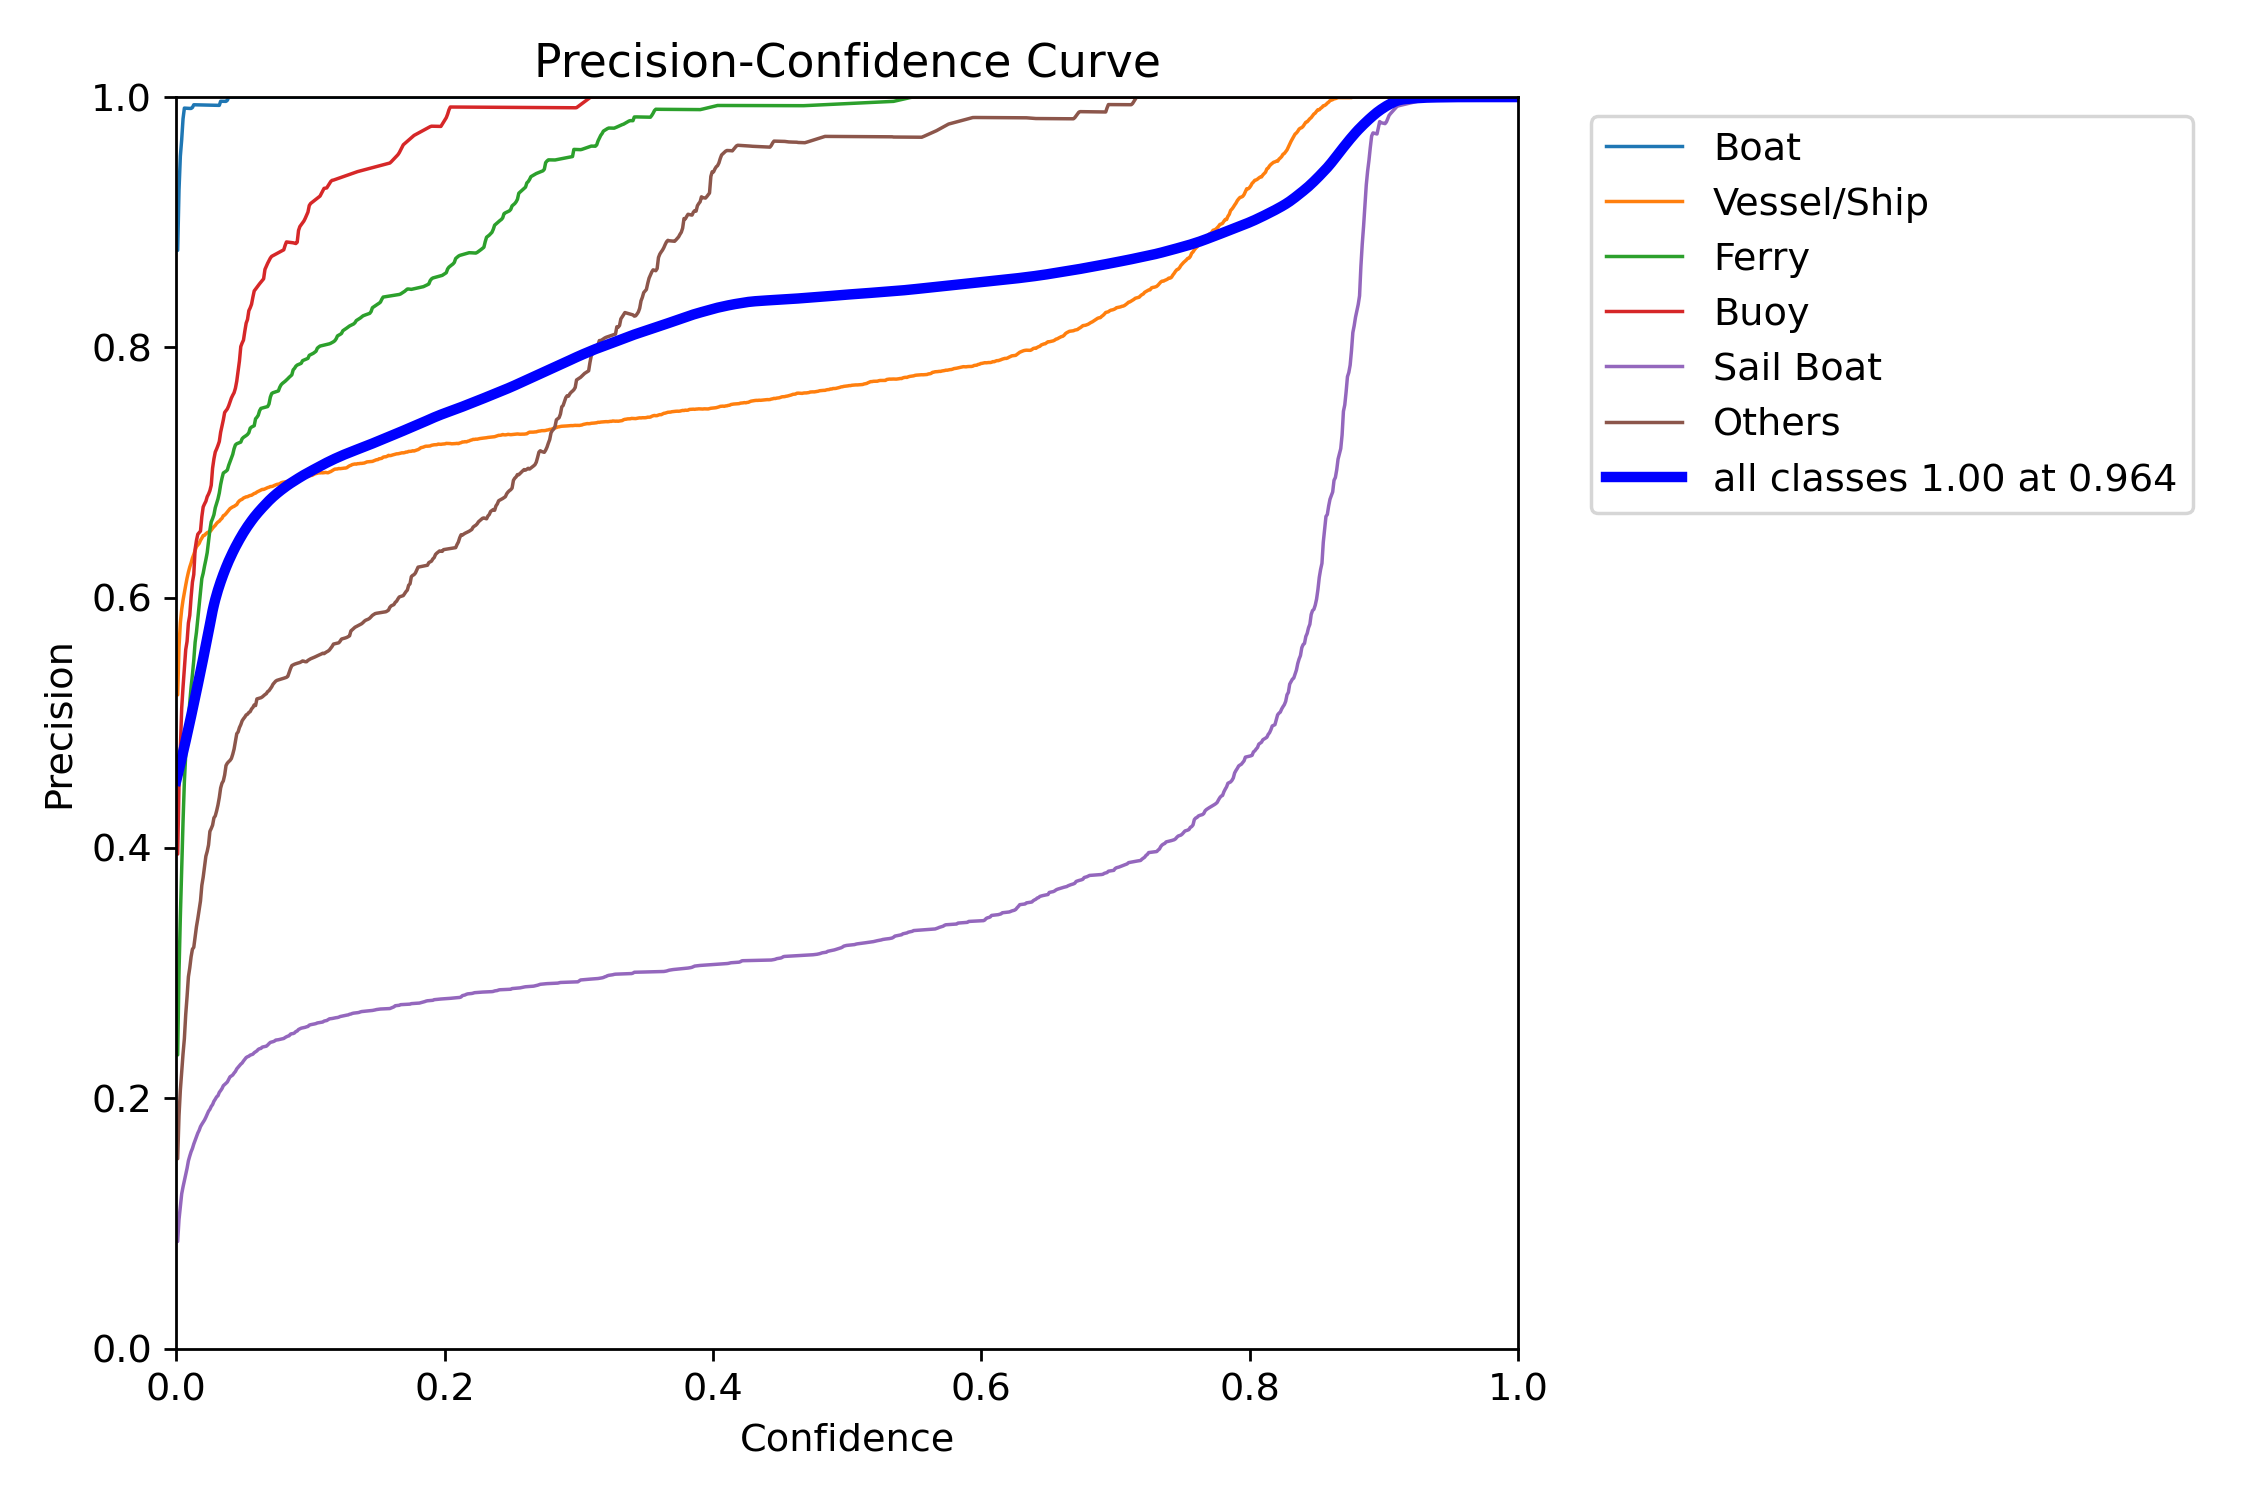 Precision-Confidence Curve
1.0
0.8
0.6
0.4
0.2
0.0
Precision
0.0 0.2 0.4 0.6 0.8 1.0
Confidence
Boat
Vessel/Ship
Ferry
Buoy
Sail Boat
Others
all classes 1.00 at 0.964